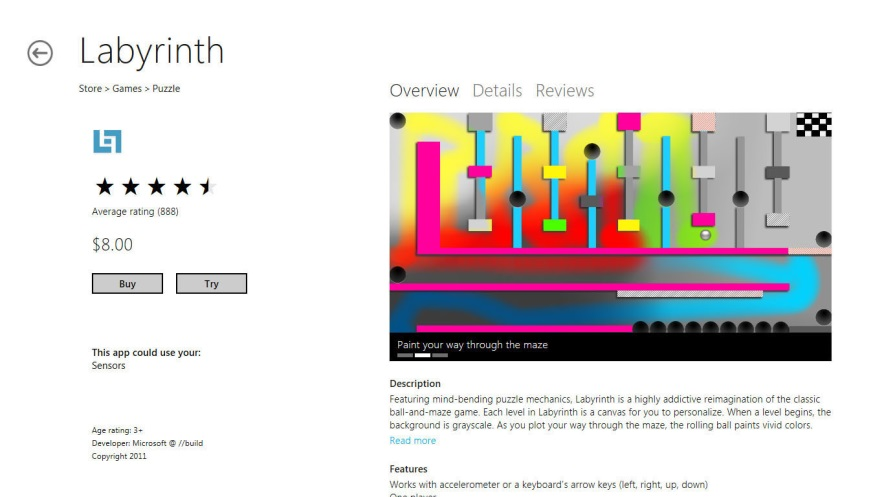 Labyrinth
Store > Games > Puzzle
Average rating (888)
$8.00
Buy
Try
This app could use your:
Sensors
Age rating: 3+
Developer: Microsoft @ //build
Copyright 2011
Overview Details Reviews
Paint your way through the maze
Description
Featuring mind-bending puzzle mechanics, Labyrinth is a highly addictive reimagination of the classic
ball-and-maze game. Each level in Labyrinth is a canvas for you to personalize. When a level begins, the
background is grayscale. As you plot your way through the maze, the rolling ball paints vivid colors.
Read more
Features
Works with accelerometer or a keyboard's arrow keys (left, right, up, down)
One player